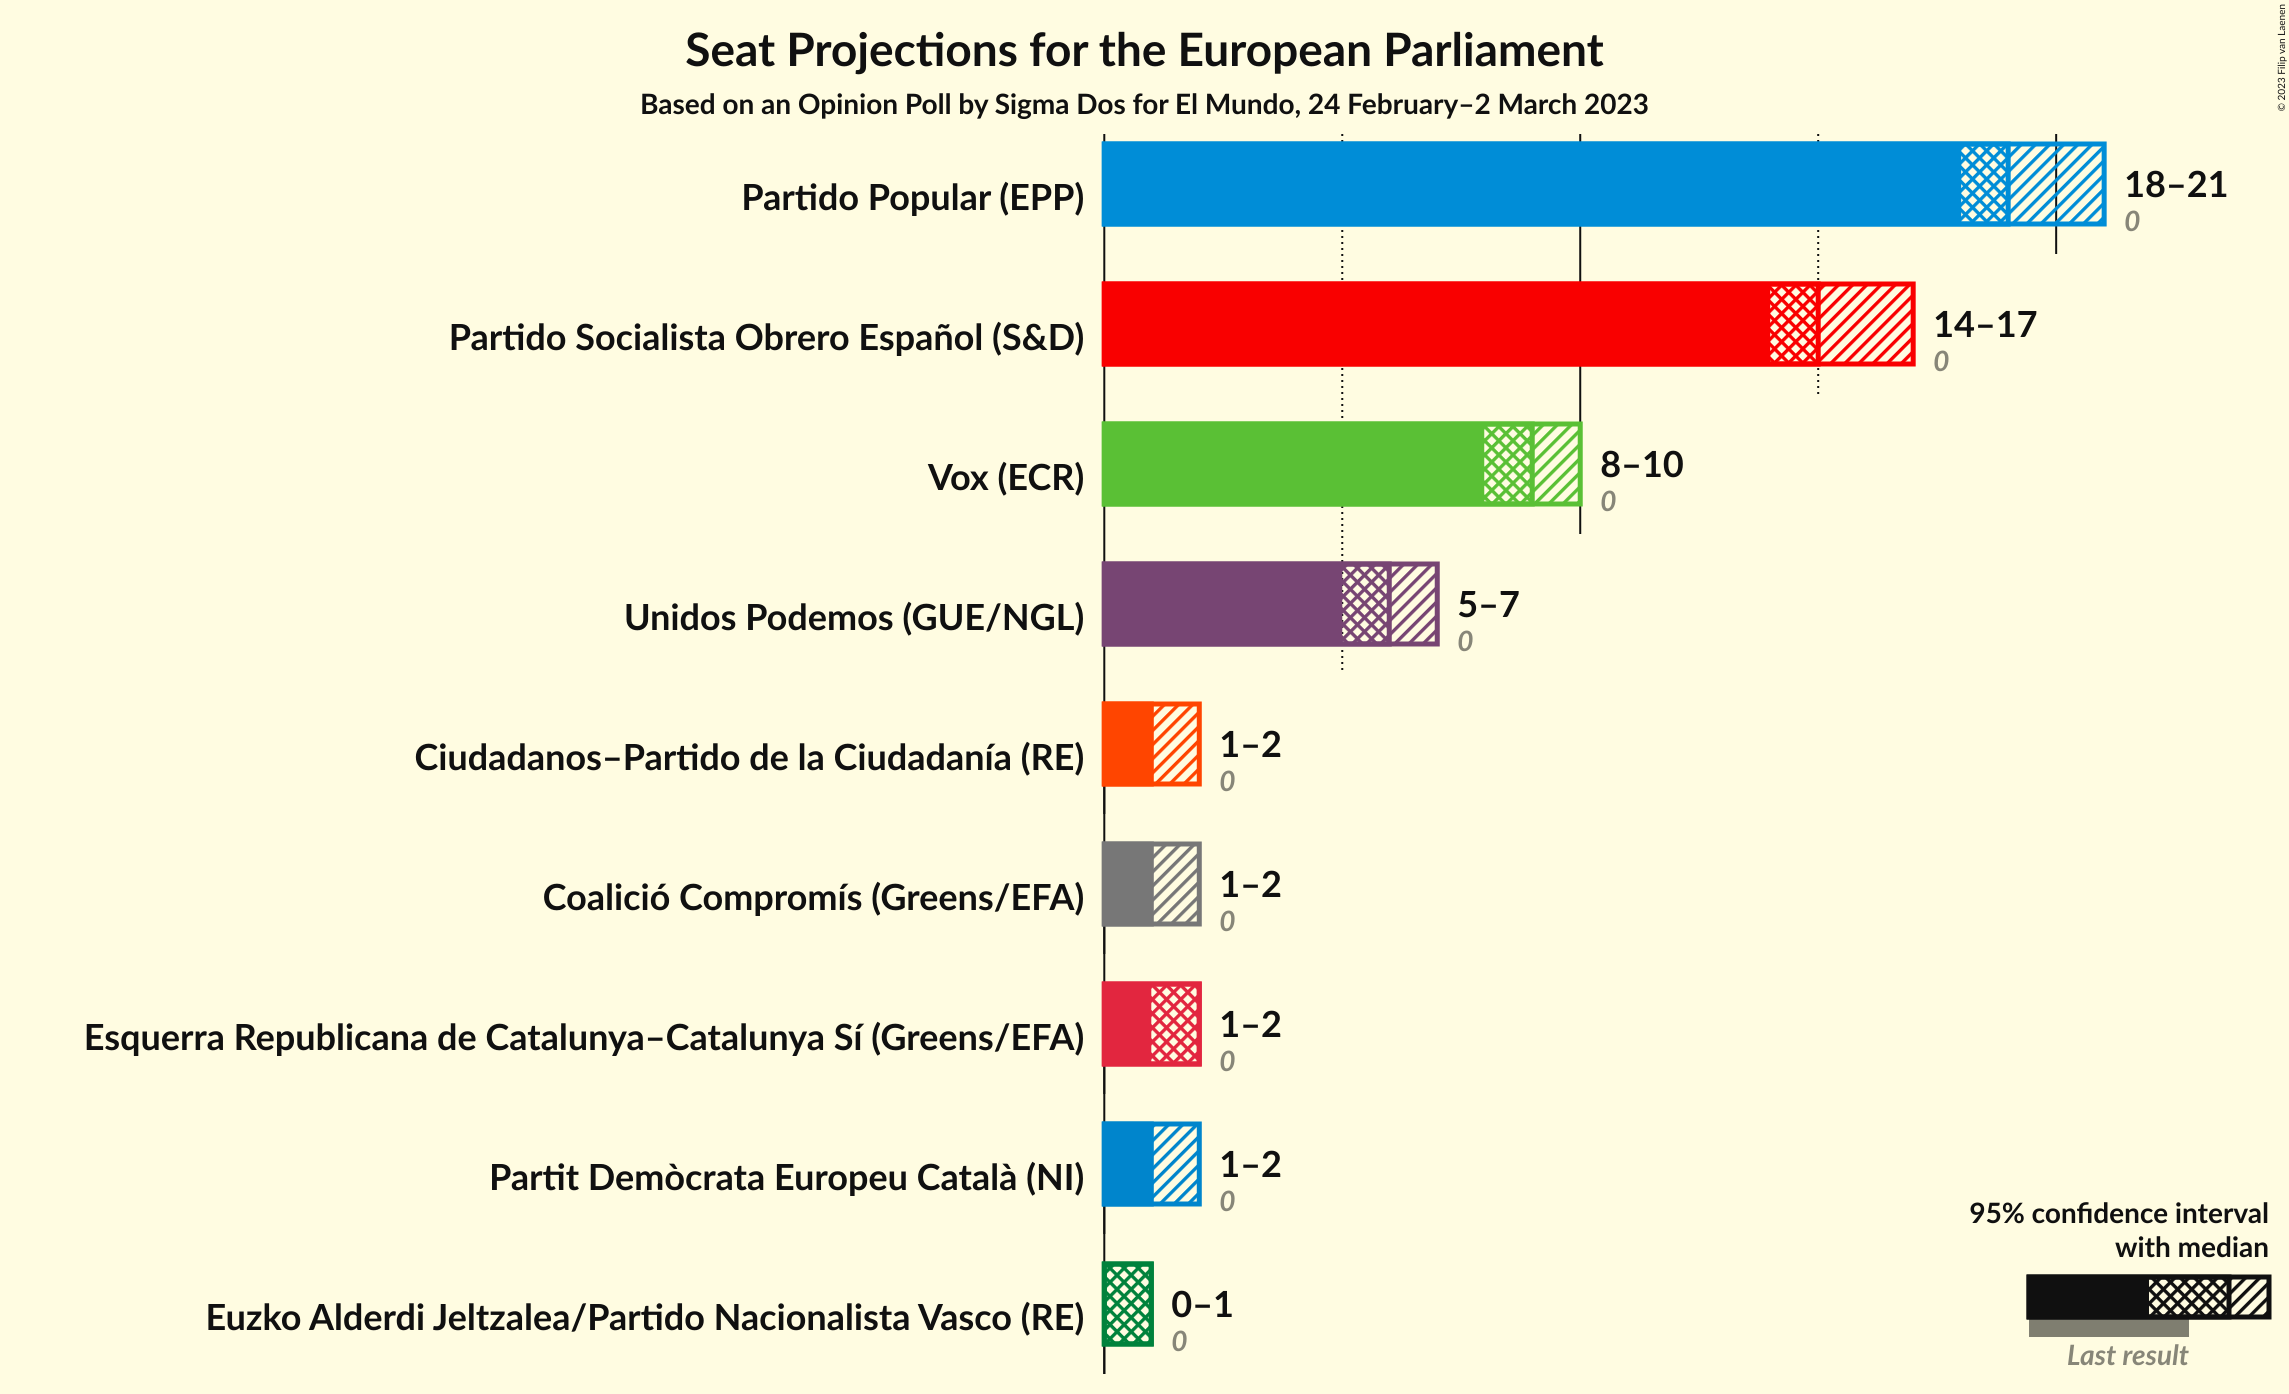 Seat Projections for the European Parliament
Based on an Opinion Poll by Sigma Dos for El Mundo, 24 February–2 March 2023
© 2023 Filip van Laenen
Partido Popular (EPP)
18–21
0
Partido Socialista Obrero Español (S&D)
14–17
0
Vox (ECR)
8–10
0
Unidos Podemos (GUE/NGL)
5–7
0
Ciudadanos–Partido de la Ciudadanía (RE)
1–2
0
Coalició Compromís (Greens/EFA)
1–2
0
Esquerra Republicana de Catalunya–Catalunya Sí (Greens/EFA)
1–2
0
Partit Demòcrata Europeu Català (NI)
1–2
0
Euzko Alderdi Jeltzalea/Partido Nacionalista Vasco (RE)
0–1
0
95% confidence interval
with median
Last result